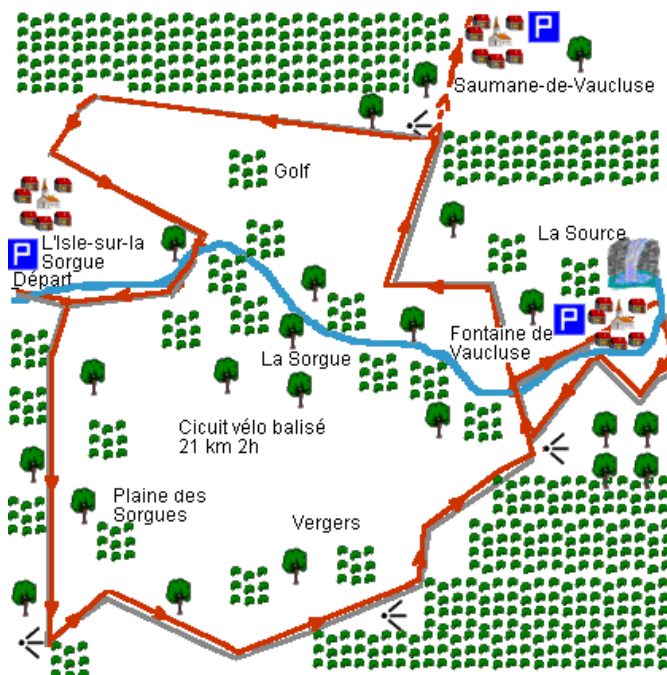 P
Saumane-de-Vaucluse
Golf
L'Isle-sur-la
P
Sorgue
Départ
La Source
P
Fontaine de
Vaucluse
La Sorgue
Cicuit vélo balisé
21 km 2h
Plaine des
Sorgues
Vergers